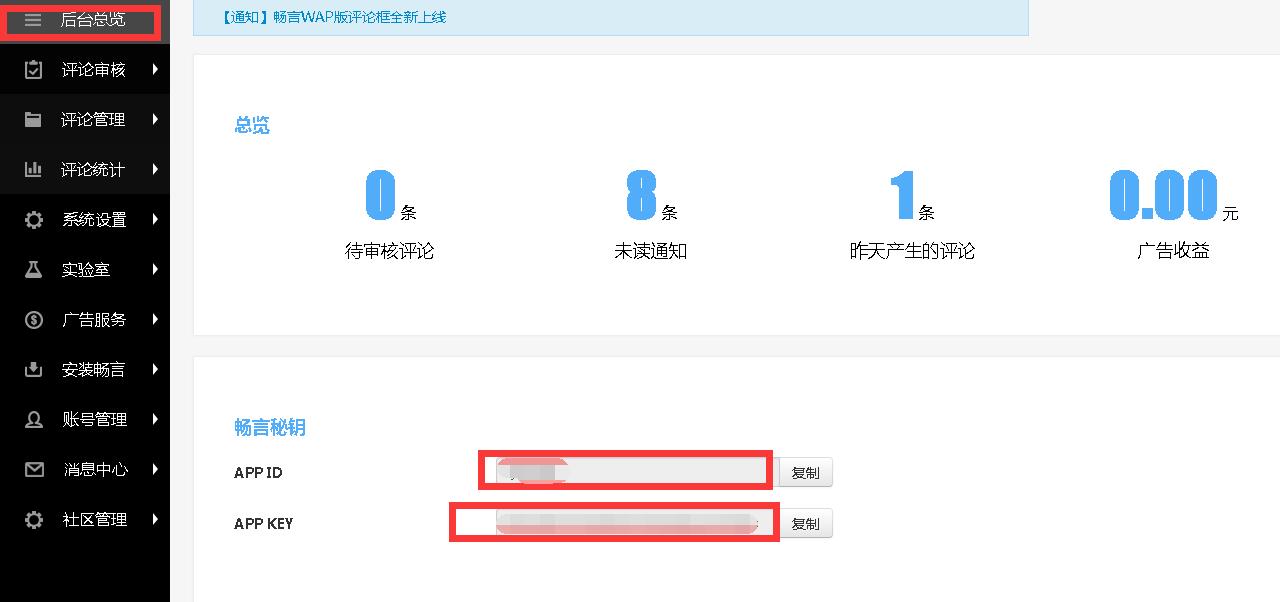 后台总览
评论审核
评论管理
评论统计
系统设置
实验室
广告服务
安装畅言
账号管理
消息中心
社区管理
【通知】畅言WAP版评论框全新上线
总览
0条
待审核评论
8条
未读通知
1条
昨天产生的评论
0.00元
广告收益
畅言秘钥
APP ID
复制
APP KEY
复制